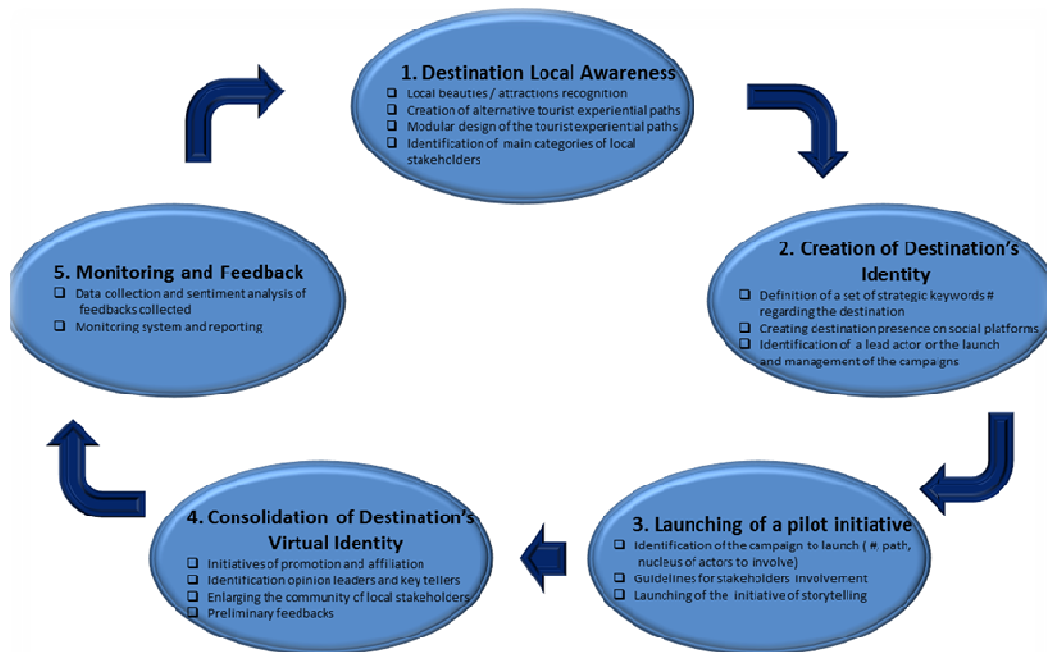 1. Destination Local Awareness
❑ Local beauties / attractions recognition
❑ Creation of alternative tourist experiential paths
❑ Modular design of the tourist experiential paths
❑ Identification of main categories of local
stakeholders
2. Creation of Destination's
Identity
❑ Definition of a set of strategic keywords #
regarding the destination
❑ Creating destination presence on social platforms
❑ Identification of a lead actor or the launch
and management of the campaigns
3. Launching of a pilot initiative
❑ Identification of the campaign to launch ( #, path,
nucleus of actors to involve)
❑ Guidelines for stakeholders involvement
❑ Launching of the initiative of storytelling
4. Consolidation of Destination's
Virtual Identity
❑ Initiatives of promotion and affiliation
❑ Identification opinion leaders and key tellers
❑ Enlarging the community of local stakeholders
❑ Preliminary feedbacks
5. Monitoring and Feedback
❑ Data collection and sentiment analysis of
feedbacks collected
❑ Monitoring system and reporting